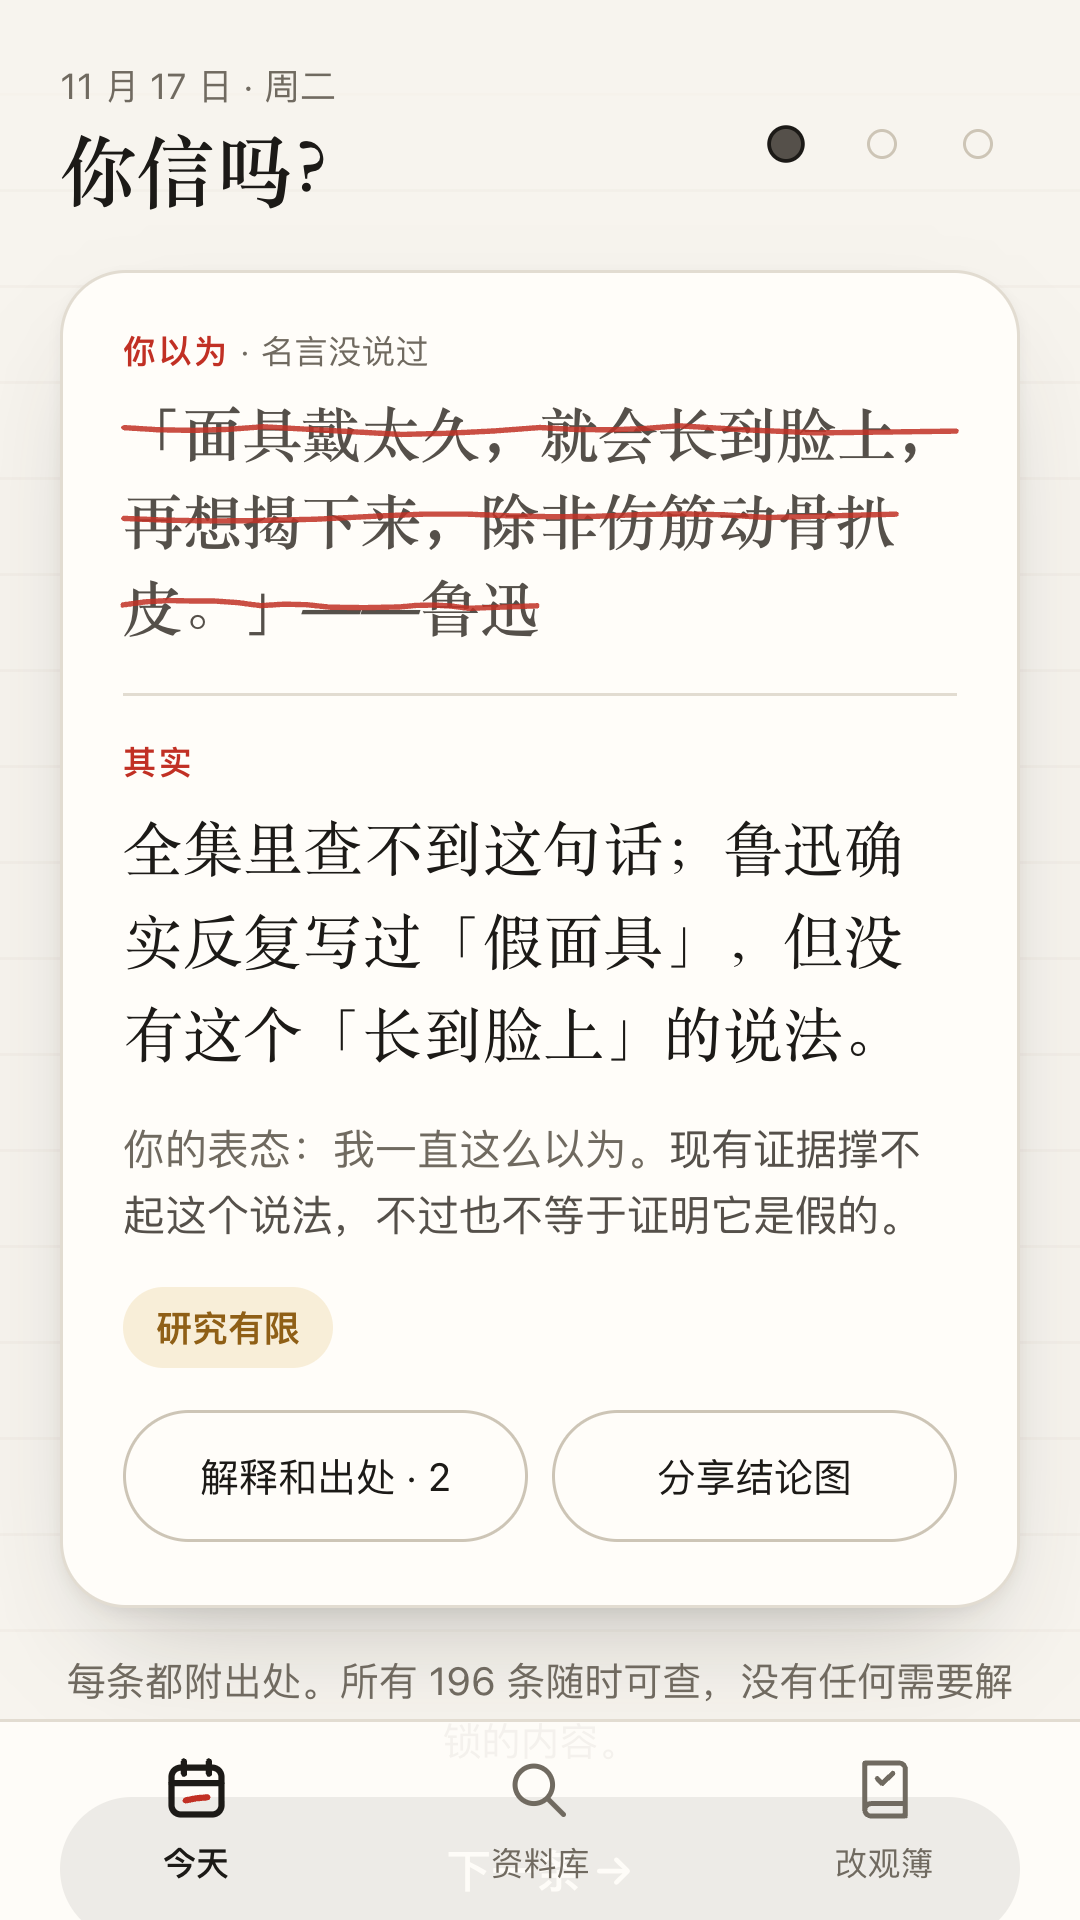 11 月 17 日 · 周二
你信吗?
你以为 · 名言没说过
「面具戴太久，就会长到脸上，
再想揭下来，除非伤筋动骨扒
皮。」——鲁迅
其实
全集里查不到这句话；鲁迅确
实反复写过「假面具」，但没
有这个「长到脸上」的说法。
你的表态：我一直这么以为。现有证据撑不
起这个说法，不过也不等于证明它是假的。
研究有限
解释和出处 · 2
分享结论图
每条都附出处。所有 196 条随时可查，没有任何需要解
锁的内容。
下一条 →
今天
资料库
改观簿